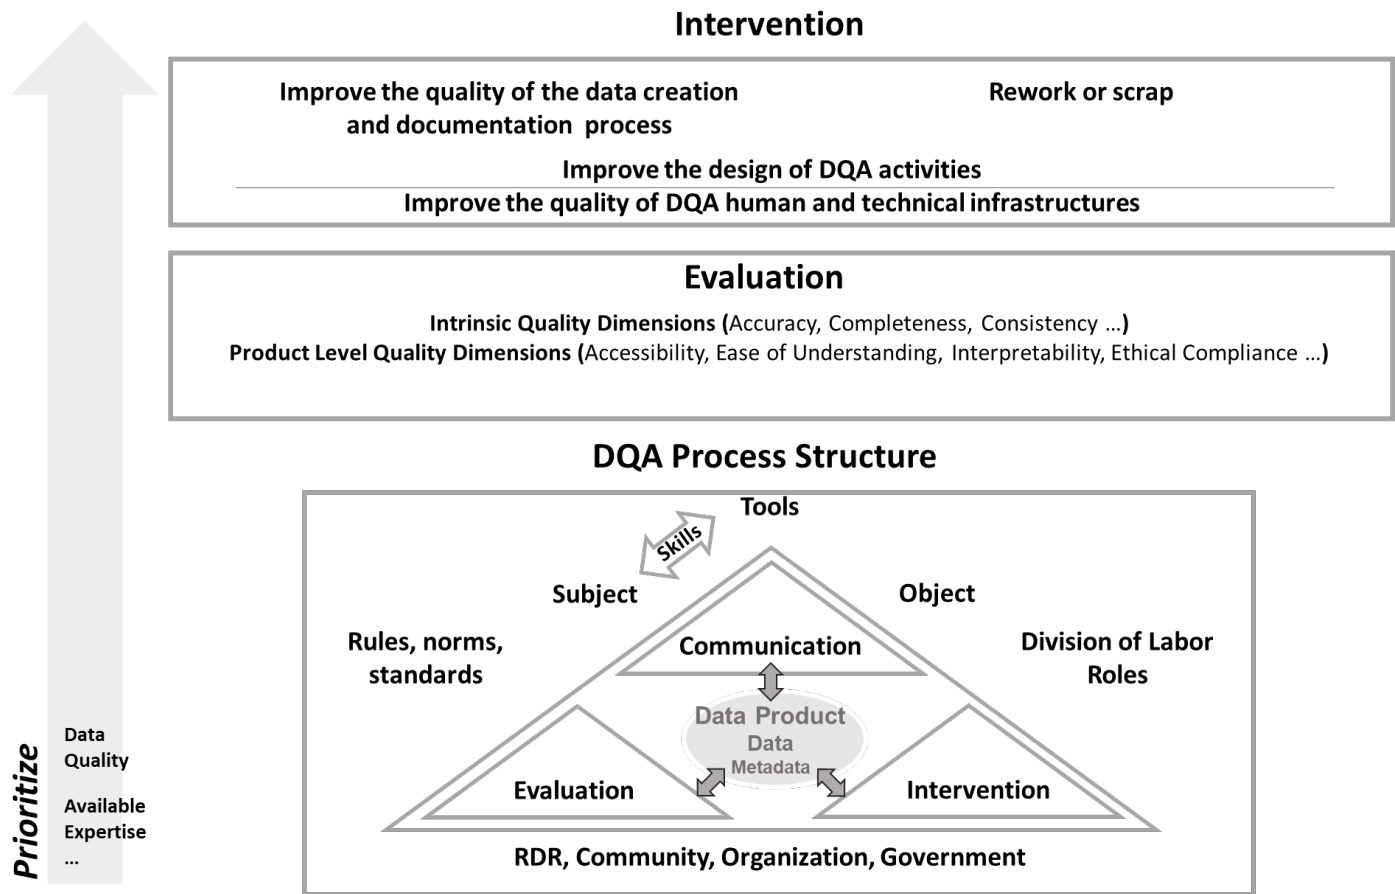 Intervention
Improve the quality of the data creation
and documentation process
Rework or scrap
Improve the design of DQA activities
Improve the quality of DQA human and technical infrastructures
Evaluation
Intrinsic Quality Dimensions (Accuracy, Completeness, Consistency …)
Product Level Quality Dimensions (Accessibility, Ease of Understanding, Interpretability, Ethical Compliance …)
DQA Process Structure
Tools
Skills
Subject
Object
Rules, norms,
standards
Division of Labor
Roles
Communication
Data Product
Data
Metadata
Evaluation
Intervention
RDR, Community, Organization, Government
Prioritize
Data
Quality
Available
Expertise
...